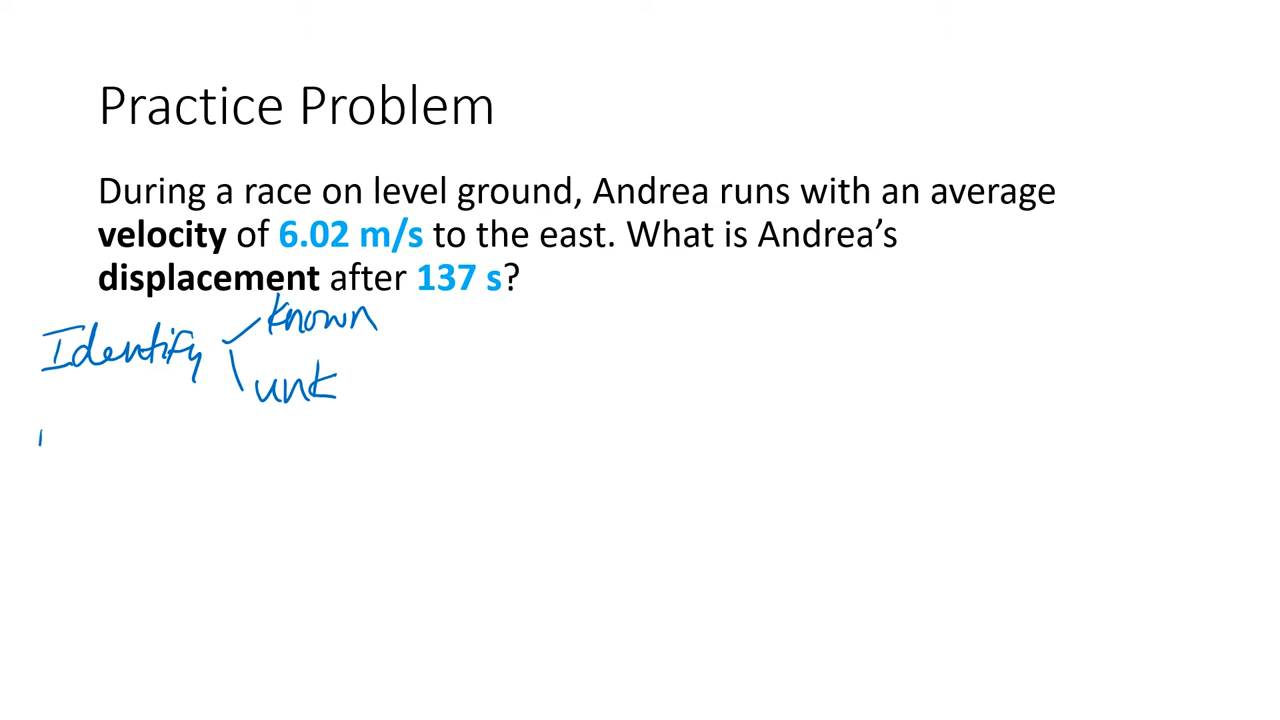 Practice Problem
During a race on level ground, Andrea runs with an average
velocity of 6.02 m/s to the east. What is Andrea’s
displacement after 137 s?
known
Identify
unk